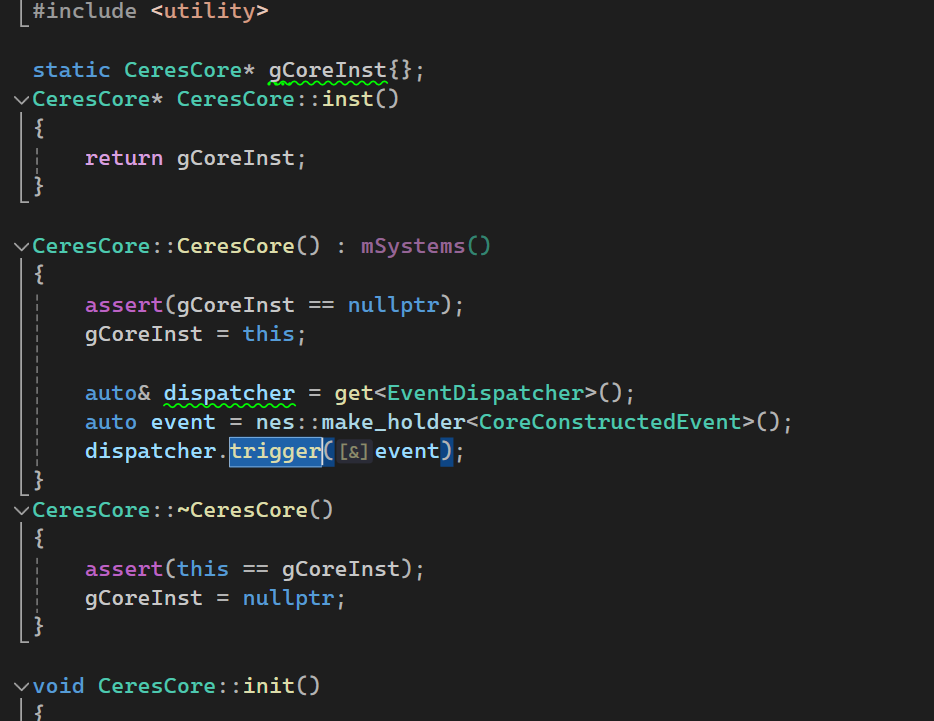 #include <utility>
static CeresCore* gCoreInst{};
CeresCore* CeresCore::inst()
{
    return gCoreInst;
}
CeresCore::CeresCore() : mSystems()
{
    assert(gCoreInst == nullptr);
    gCoreInst = this;
    auto& dispatcher = get<EventDispatcher>();
    auto event = nes::make_holder<CoreConstructedEvent>();
    dispatcher.trigger([&]event);
}
CeresCore::~CeresCore()
{
    assert(this == gCoreInst);
    gCoreInst = nullptr;
}
void CeresCore::init()
{